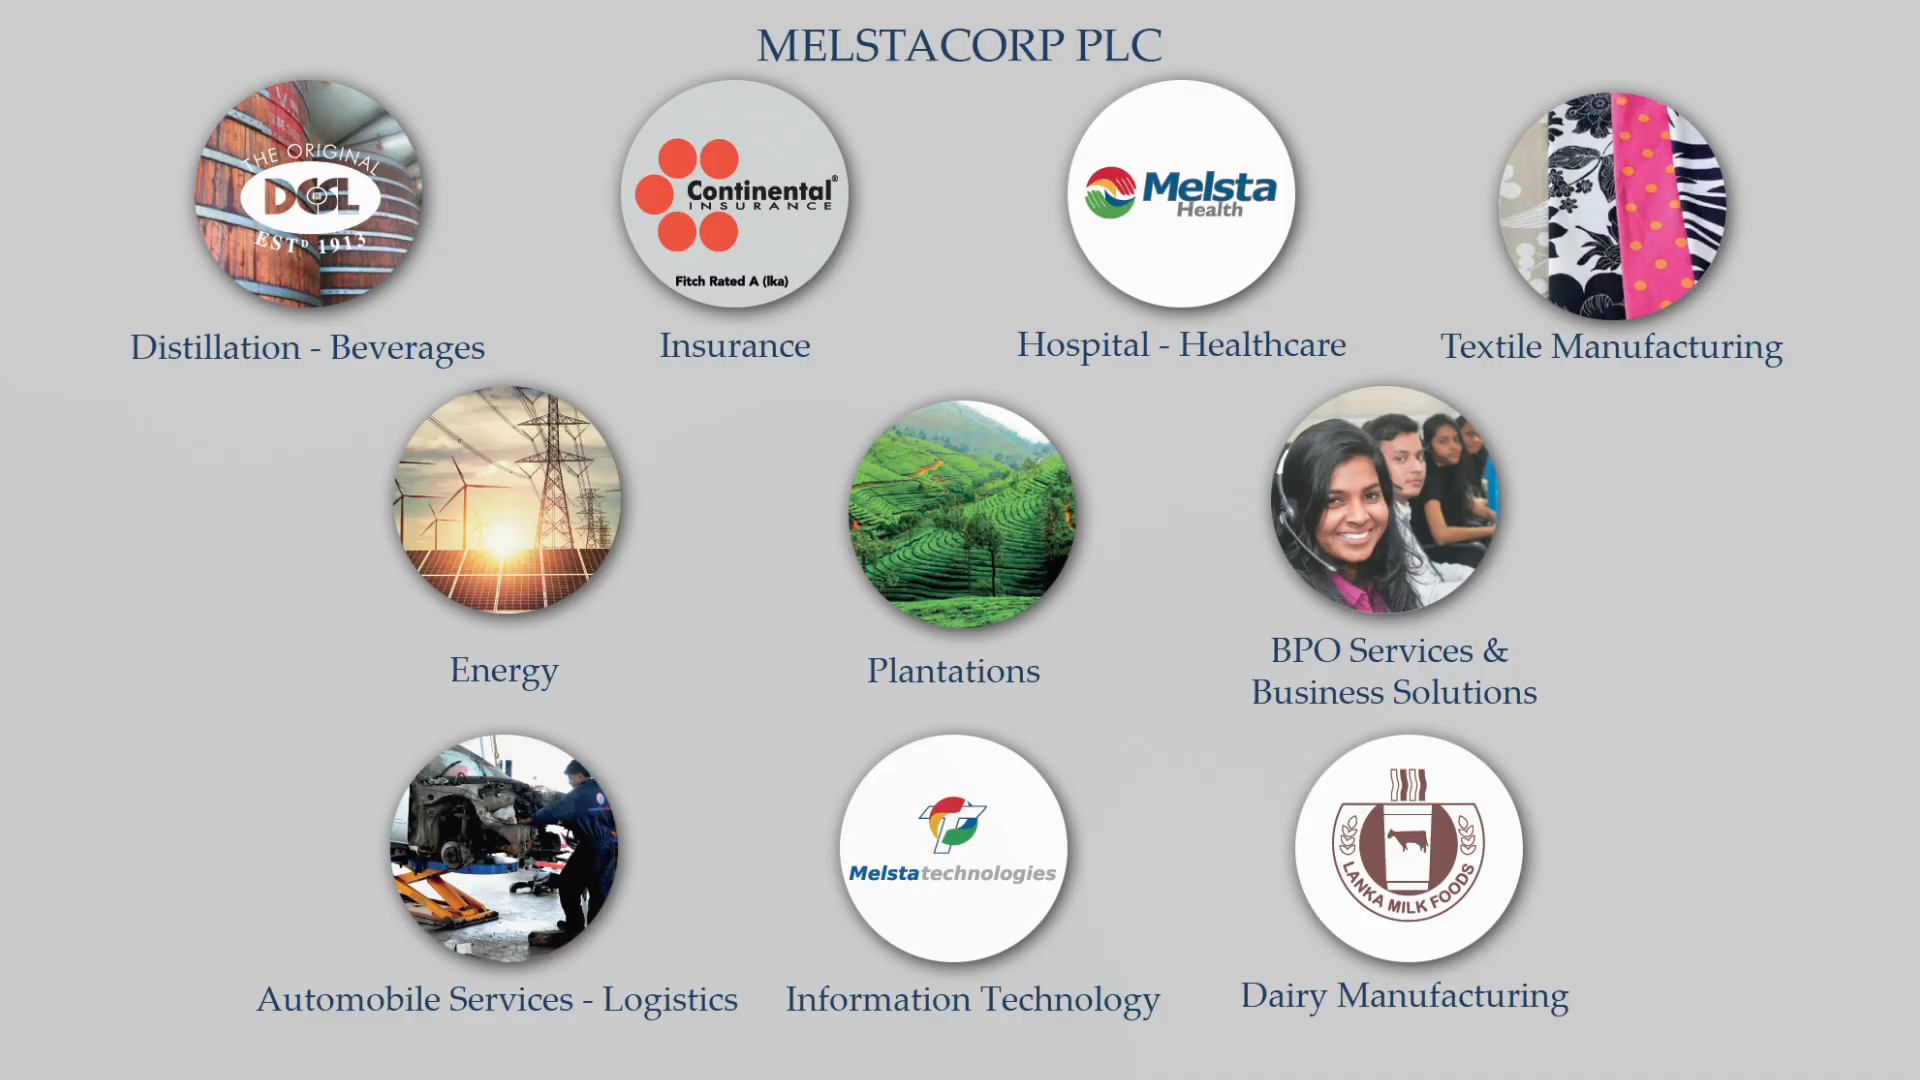 MELSTACORP PLC
THE ORIGINAL
DCSL
ESTD 1913
Continental®
INSURANCE
Fitch Rated A (lka)
Melsta
Health
Distillation - Beverages
Insurance
Hospital - Healthcare
Textile Manufacturing
Energy
Plantations
BPO Services &
Business Solutions
Melstatechnologies
LANKA MILK FOODS
Automobile Services - Logistics
Information Technology
Dairy Manufacturing